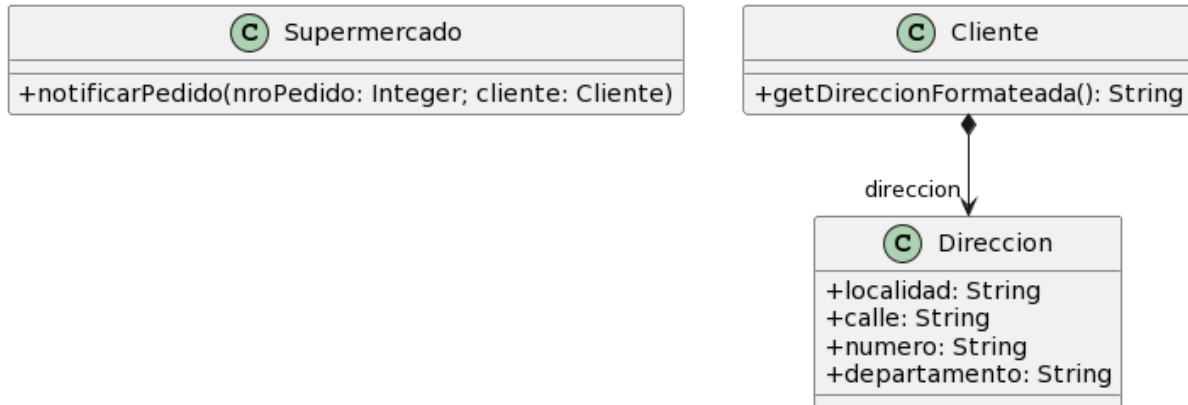 C Supermercado
+notificarPedido(nroPedido: Integer; cliente: Cliente)
C Cliente
+getDireccionFormateada(): String
direccion
C Direccion
+localidad: String
+calle: String
+numero: String
+departamento: String